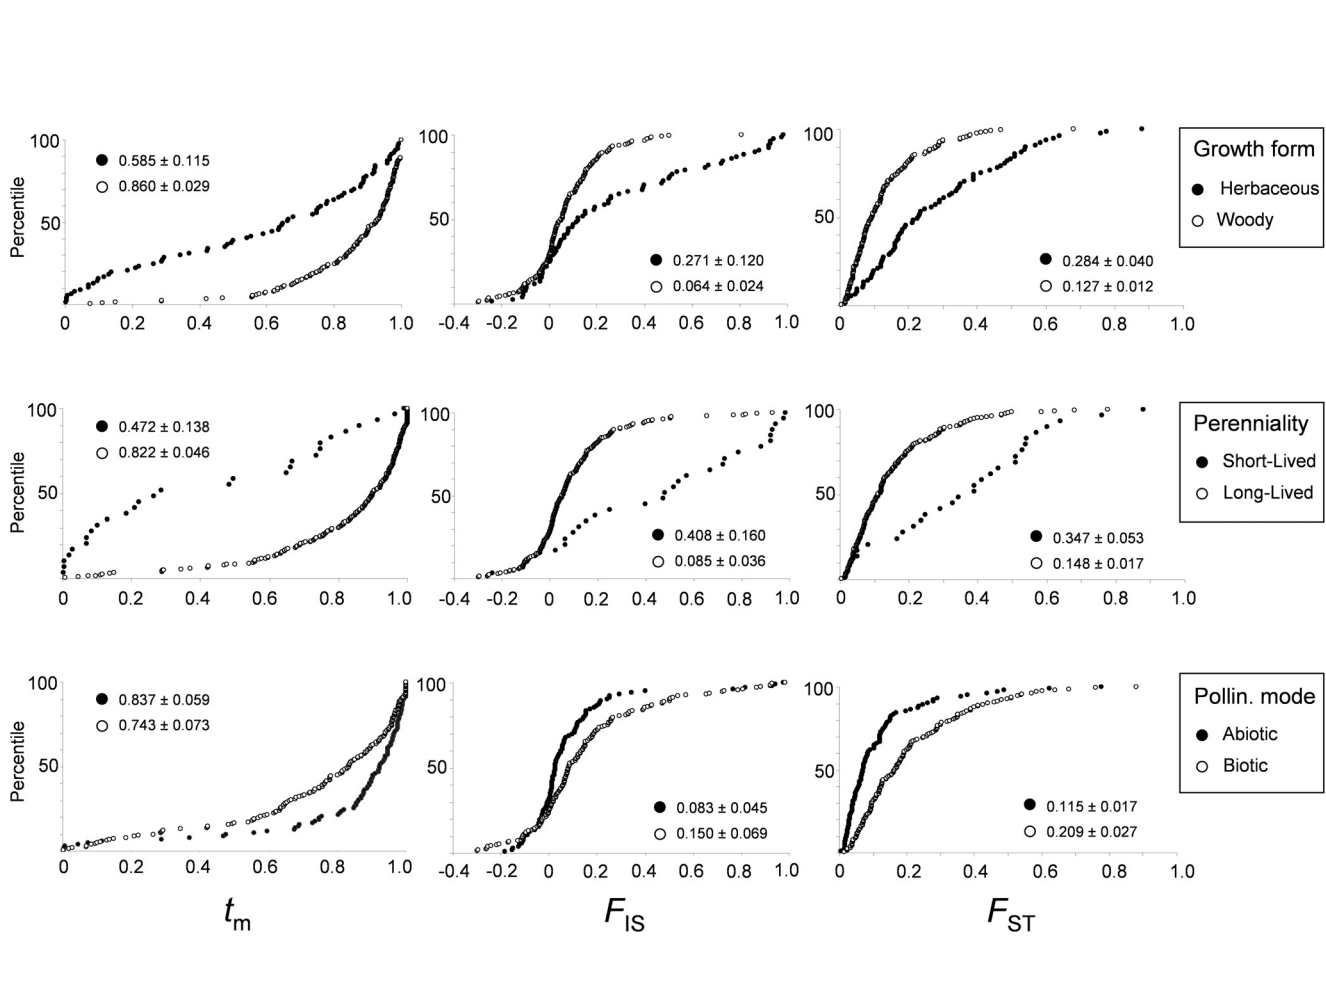 100
50
Percentile
0.585 ± 0.115
0.860 ± 0.029
0 0.2 0.4 0.6 0.8 1.0
100
50
0.271 ± 0.120
0.064 ± 0.024
-0.4 -0.2 0 0.2 0.4 0.6 0.8 1.0
100
50
0.284 ± 0.040
0.127 ± 0.012
0 0.2 0.4 0.6 0.8 1.0
Growth form
Herbaceous
Woody
100
50
Percentile
0.472 ± 0.138
0.822 ± 0.046
0 0.2 0.4 0.6 0.8 1.0
100
50
0.408 ± 0.160
0.085 ± 0.036
-0.4 -0.2 0 0.2 0.4 0.6 0.8 1.0
100
50
0.347 ± 0.053
0.148 ± 0.017
0 0.2 0.4 0.6 0.8 1.0
Perenniality
Short-Lived
Long-Lived
100
50
Percentile
0.837 ± 0.059
0.743 ± 0.073
0 0.2 0.4 0.6 0.8 1.0
100
50
0.083 ± 0.045
0.150 ± 0.069
-0.4 -0.2 0 0.2 0.4 0.6 0.8 1.0
100
50
0.115 ± 0.017
0.209 ± 0.027
0 0.2 0.4 0.6 0.8 1.0
Pollin. mode
Abiotic
Biotic
tm
FIS
FST